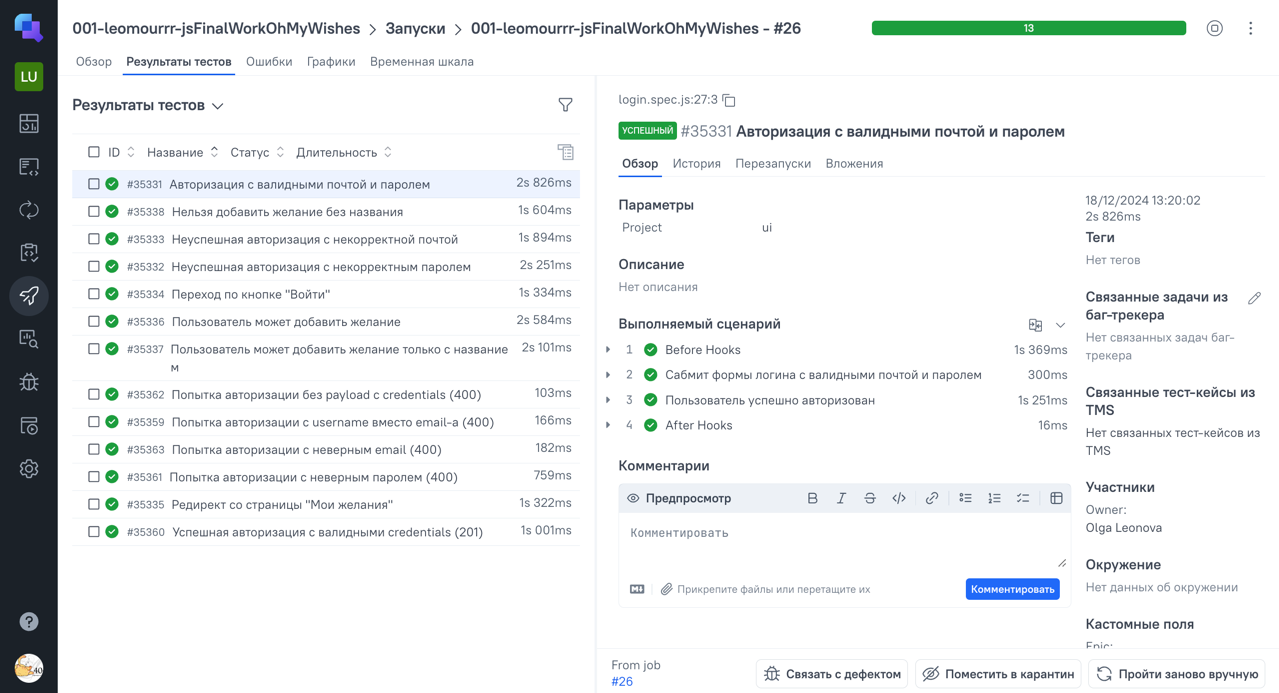 001-leomourrr-jsFinalWorkOhMyWishes > Запуски > 001-leomourrr-jsFinalWorkOhMyWishes - #26
13
LU
Обзор Результаты тестов Ошибки Графики Временная шкала
Результаты тестов
ID Название Статус Длительность
#35331 Авторизация с валидными почтой и паролем 2s 826ms
#35338 Нельзя добавить желание без названия 1s 604ms
#35333 Неуспешная авторизация с некорректной почтой 1s 894ms
#35332 Неуспешная авторизация с некорректным паролем 2s 251ms
#35334 Переход по кнопке "Войти" 1s 334ms
#35336 Пользователь может добавить желание 2s 584ms
#35337 Пользователь может добавить желание только с название 2s 101ms
м
#35362 Попытка авторизации без payload с credentials (400) 103ms
#35359 Попытка авторизации с username вместо email-а (400) 166ms
#35363 Попытка авторизации с неверным email (400) 182ms
#35361 Попытка авторизации с неверным паролем (400) 759ms
#35335 Редирект со страницы "Мои желания" 1s 322ms
#35360 Успешная авторизация с валидными credentials (201) 1s 001ms
login.spec.js:27:3
УСПЕШНЫЙ #35331 Авторизация с валидными почтой и паролем
Обзор История Перезапуски Вложения
Параметры
Project ui
Описание
Нет описания
Выполняемый сценарий
1 Before Hooks 1s 369ms
2 Сабмит формы логина с валидными почтой и паролем 300ms
3 Пользователь успешно авторизован 1s 251ms
4 After Hooks 16ms
Комментарии
Предпросмотр
Комментировать
Прикрепите файлы или перетащите их
Комментировать
18/12/2024 13:20:02
2s 826ms
Теги
Нет тегов
Связанные задачи из
баг-трекера
Нет связанных задач баг-
трекера
Связанные тест-кейсы из
TMS
Нет связанных тест-кейсов из
TMS
Участники
Owner:
Olga Leonova
Окружение
Нет данных об окружении
Кастомные поля
Epic:
From job
#26
Связать с дефектом
Поместить в карантин
Пройти заново вручную